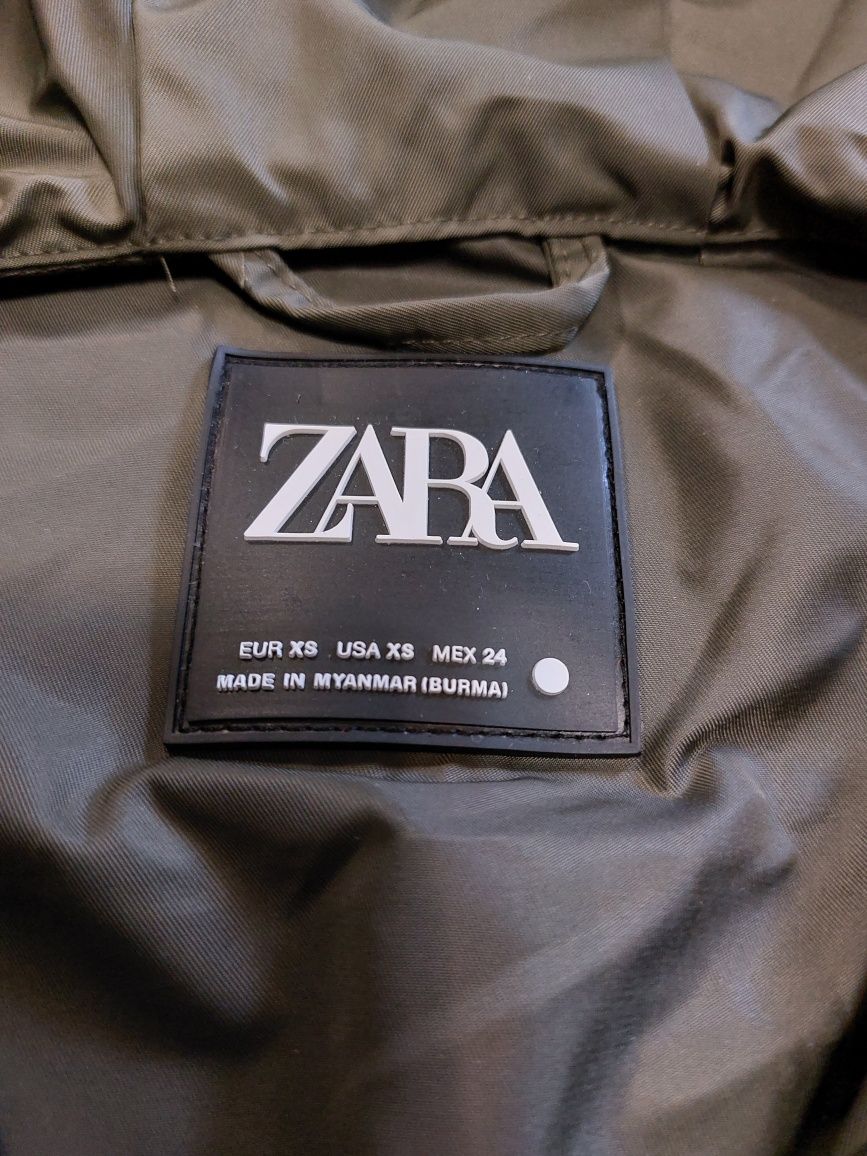 ZARA
EUR XS USA XS MEX 24
MADE IN MYANMAR (BURMA)